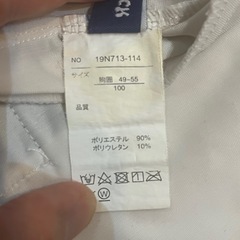 CK
NO 19N713-114
サイズ 胸囲 49-55
100
品質
ポリエステル 90%
ポリウレタン 10%
W